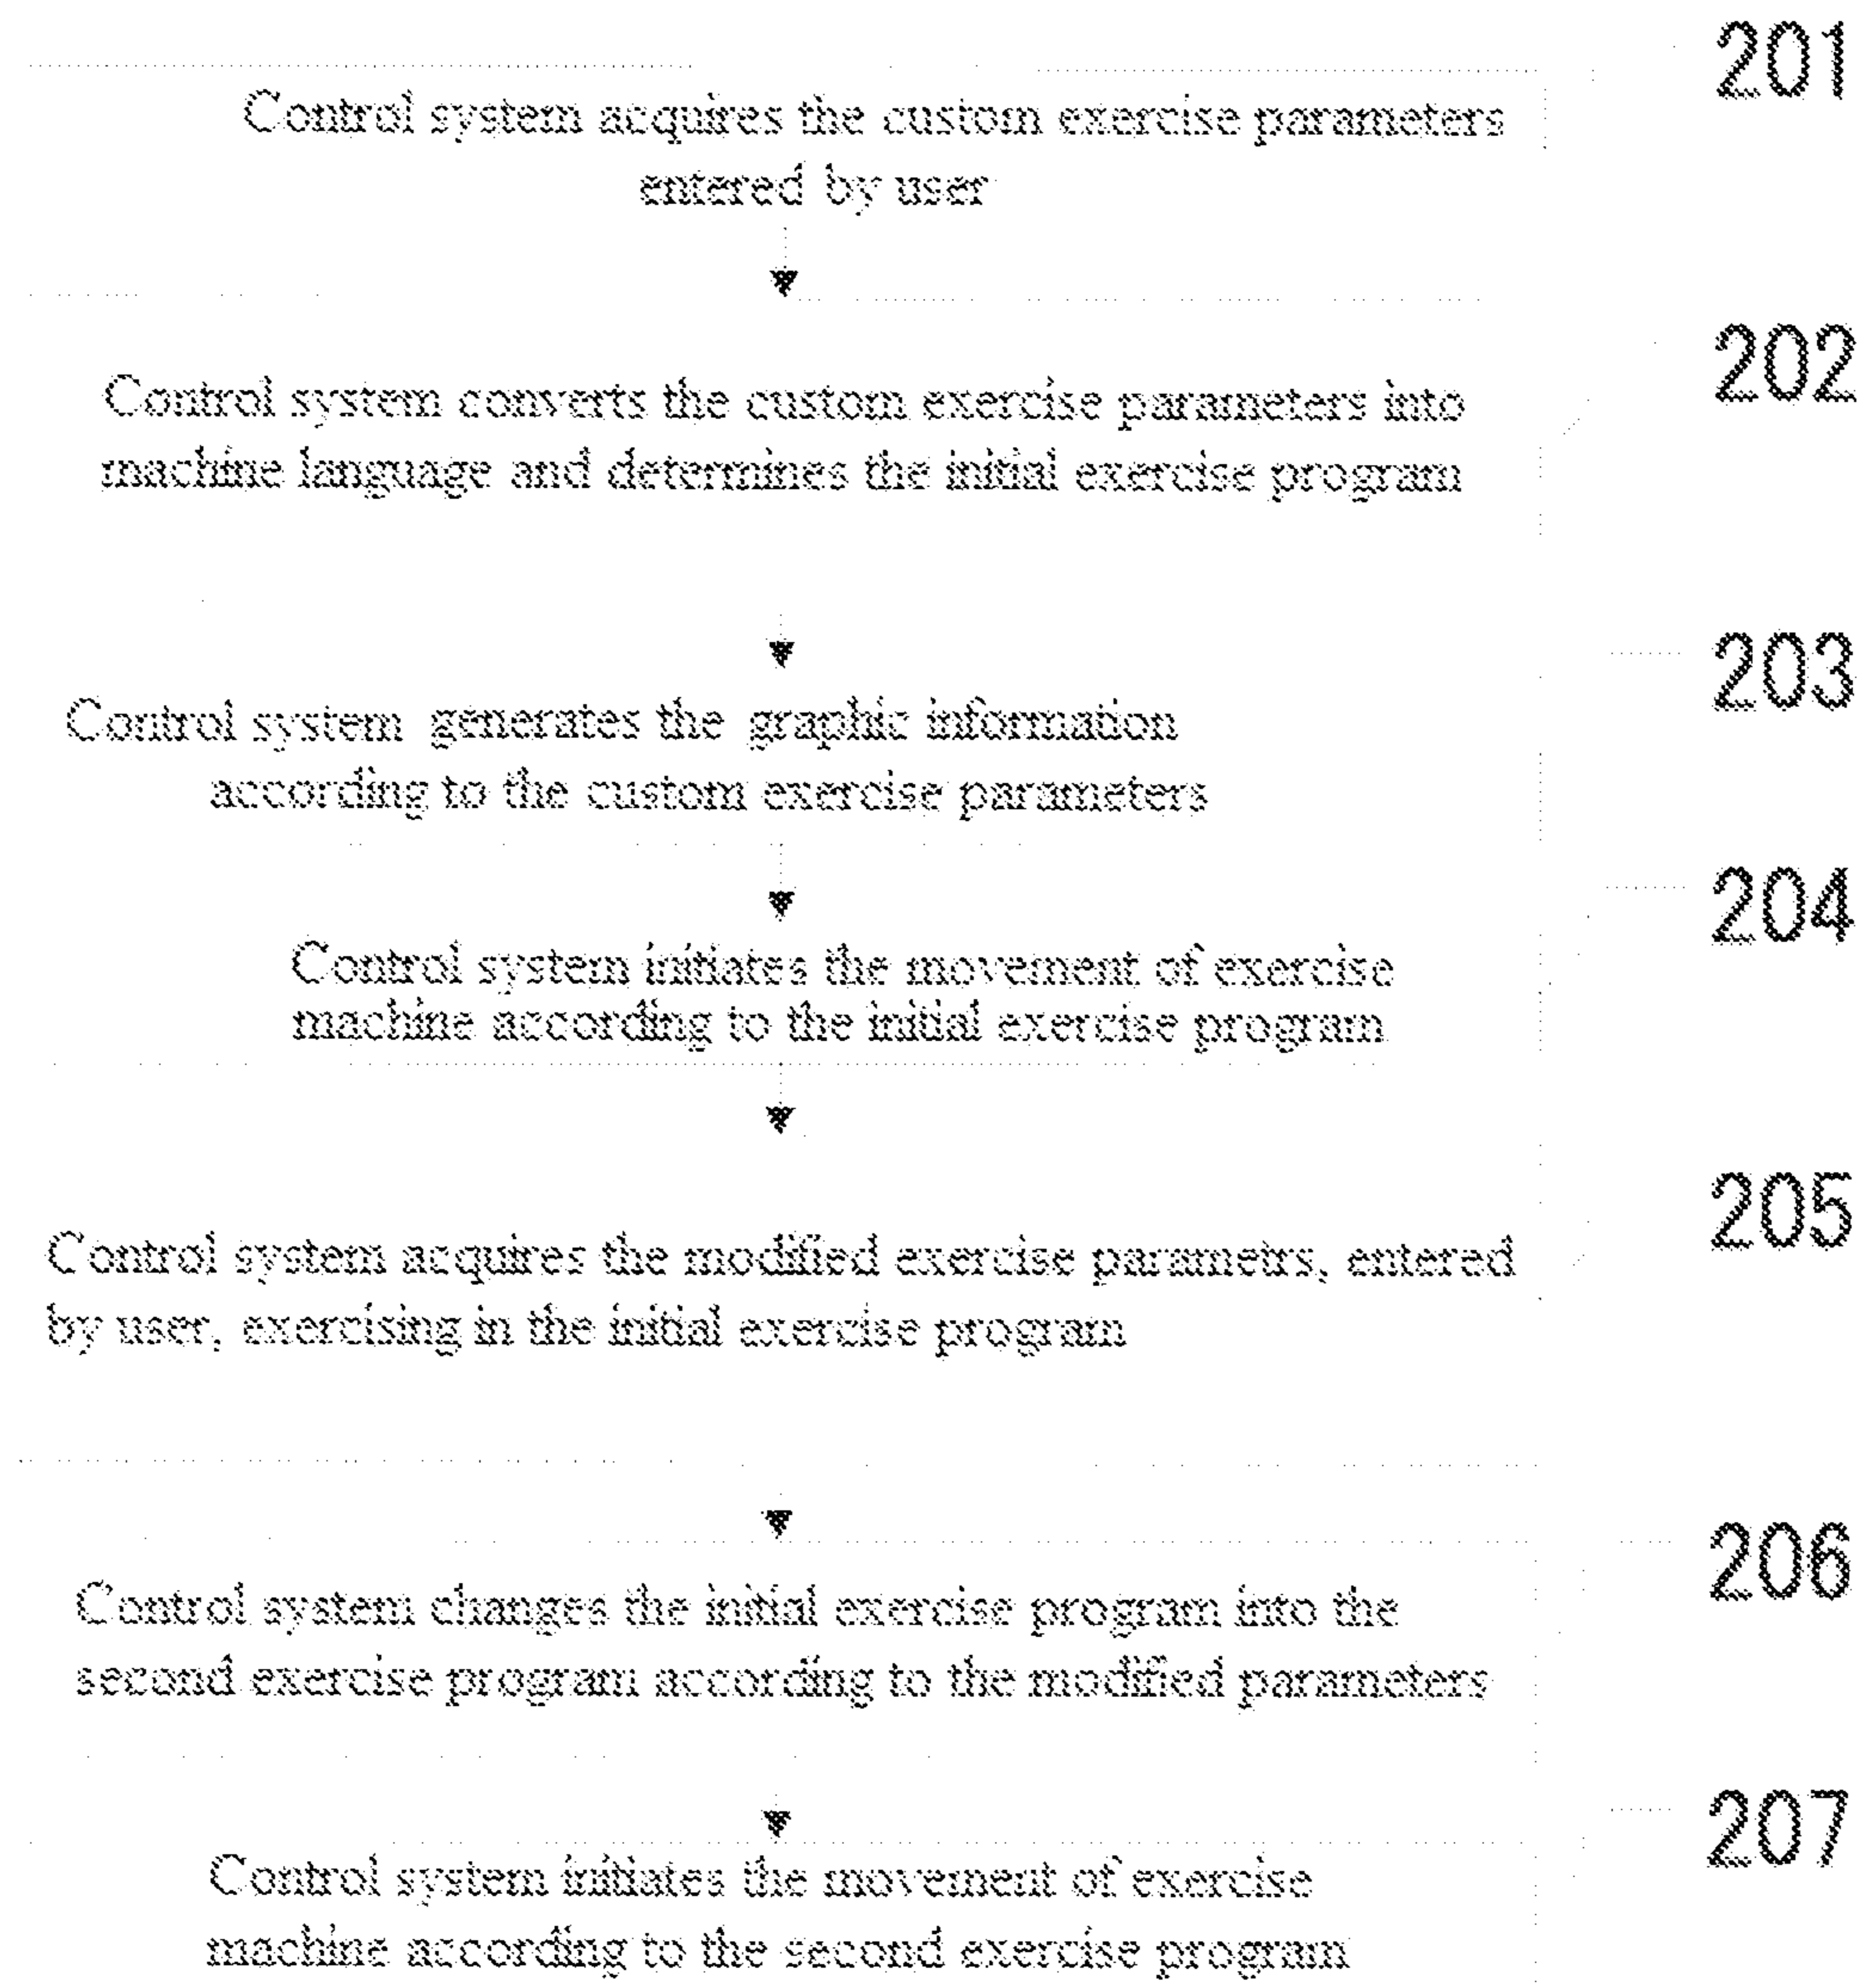 201
Control system acquires the custom exercise parameters
entered by user
202
Control system converts the custom exercise parameters into
machine language and determines the initial exercise program
203
Control system generates the graphic information
according to the custom exercise parameters
204
Control system initiates the movement of exercise
machine according to the initial exercise program
205
Control system acquires the modified exercise parametrs, entered
by user, exercising in the initial exercise program
206
Control system changes the initial exercise program into the
second exercise program according to the modified parameters
207
Control system initiates the movement of exercise
machine according to the second exercise program